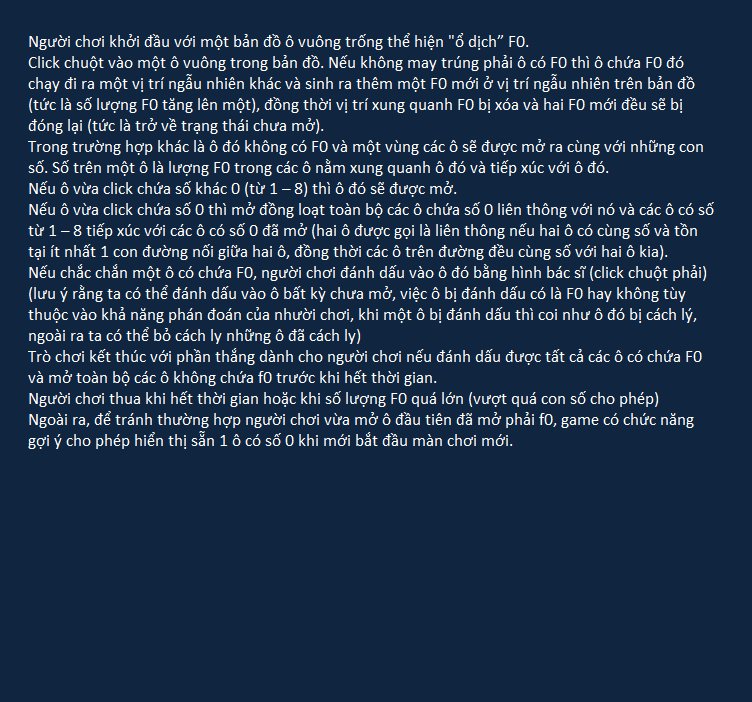 Người chơi khởi đầu với một bản đồ ô vuông trống thể hiện "ổ dịch” F0.
Click chuột vào một ô vuông trong bản đồ. Nếu không may trúng phải ô có F0 thì ô chứa F0 đó
chạy đi ra một vị trí ngẫu nhiên khác và sinh ra thêm một F0 mới ở vị trí ngẫu nhiên trên bản đồ
(tức là số lượng F0 tăng lên một), đồng thời vị trí xung quanh F0 bị xóa và hai F0 mới đều sẽ bị
đóng lại (tức là trở về trạng thái chưa mở).
Trong trường hợp khác là ô đó không có F0 và một vùng các ô sẽ được mở ra cùng với những con
số. Số trên một ô là lượng F0 trong các ô nằm xung quanh ô đó và tiếp xúc với ô đó.
Nếu ô vừa click chứa số khác 0 (từ 1 – 8) thì ô đó sẽ được mở.
Nếu ô vừa click chứa số 0 thì mở đồng loạt toàn bộ các ô chứa số 0 liên thông với nó và các ô có số
từ 1 – 8 tiếp xúc với các ô có số 0 đã mở (hai ô được gọi là liên thông nếu hai ô có cùng số và tồn
tại ít nhất 1 con đường nối giữa hai ô, đồng thời các ô trên đường đều cùng số với hai ô kia).
Nếu chắc chắn một ô có chứa F0, người chơi đánh dấu vào ô đó bằng hình bác sĩ (click chuột phải)
(lưu ý rằng ta có thể đánh dấu vào ô bất kỳ chưa mở, việc ô bị đánh dấu có là F0 hay không tùy
thuộc vào khả năng phán đoán của nhười chơi, khi một ô bị đánh dấu thì coi như ô đó bị cách lý,
ngoài ra ta có thể bỏ cách ly những ô đã cách ly)
Trò chơi kết thúc với phần thắng dành cho người chơi nếu đánh dấu được tất cả các ô có chứa F0
và mở toàn bộ các ô không chứa f0 trước khi hết thời gian.
Người chơi thua khi hết thời gian hoặc khi số lượng F0 quá lớn (vượt quá con số cho phép)
Ngoài ra, để tránh thường hợp người chơi vừa mở ô đầu tiên đã mở phải f0, game có chức năng
gợi ý cho phép hiển thị sẵn 1 ô có số 0 khi mới bắt đầu màn chơi mới.